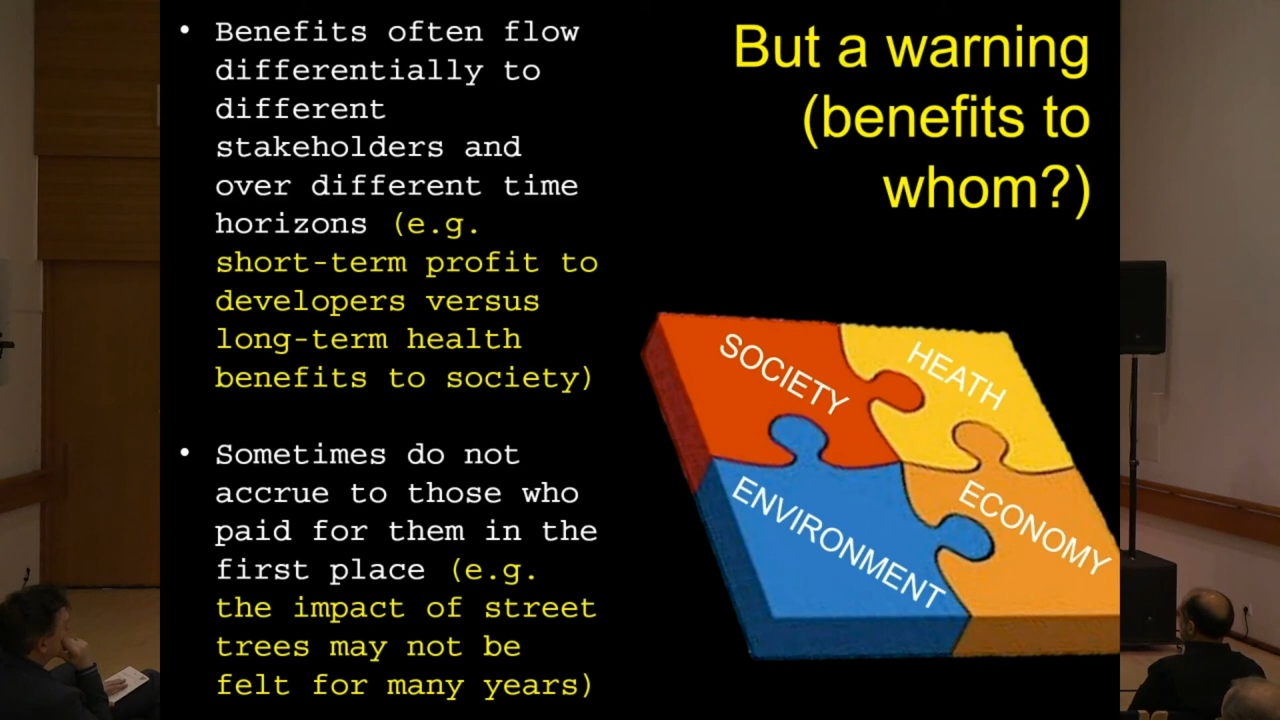 But a warning
(benefits to
whom?)
• Benefits often flow
differentially to
different
stakeholders and
over different time
horizons (e.g.
short-term profit to
developers versus
long-term health
benefits to society)
• Sometimes do not
accrue to those who
paid for them in the
first place (e.g.
the impact of street
trees may not be
felt for many years)
SOCIETY
HEATH
ENVIRONMENT
ECONOMY